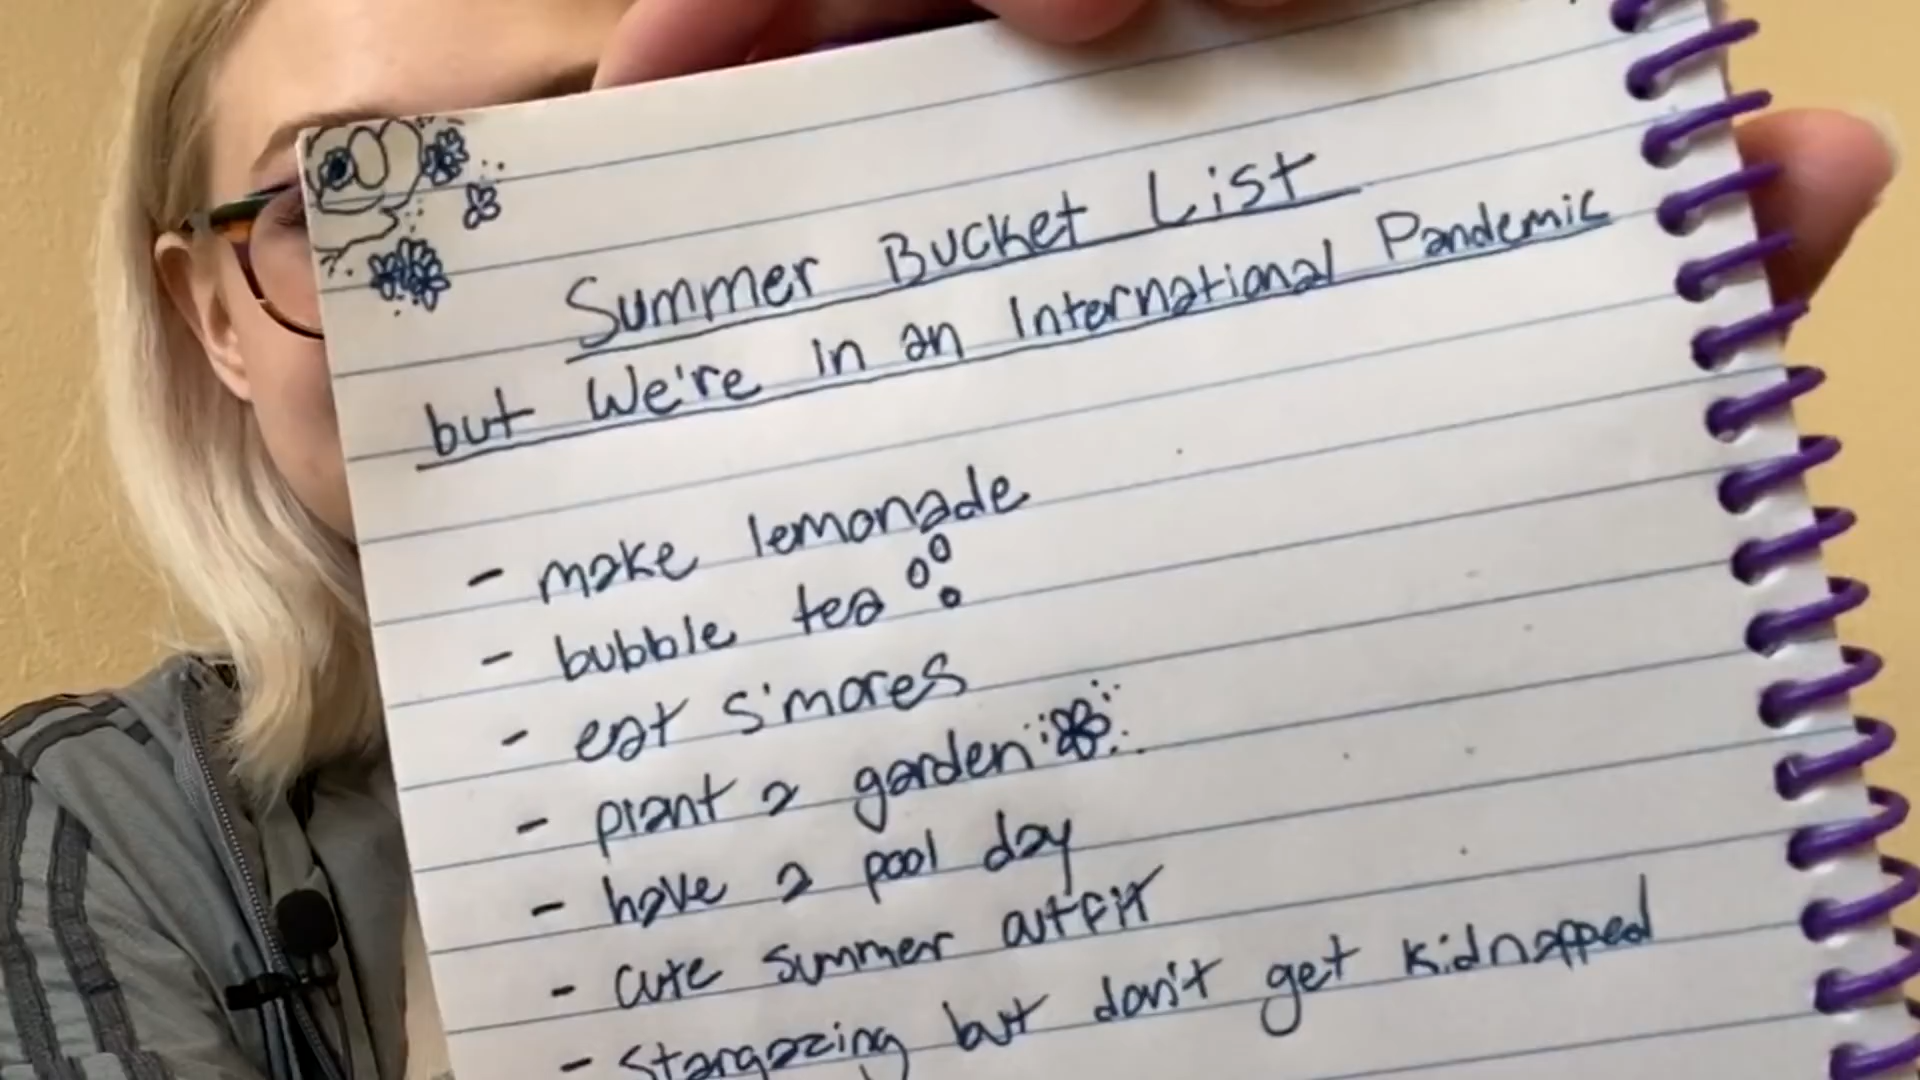 Summer Bucket List
but We're in an International Pandemic
- make lemonade
- bubble tea
- eat s'mores
- plant a garden
- have a pool day
- cute summer outfit
- Stargazing but don't get kidnapped